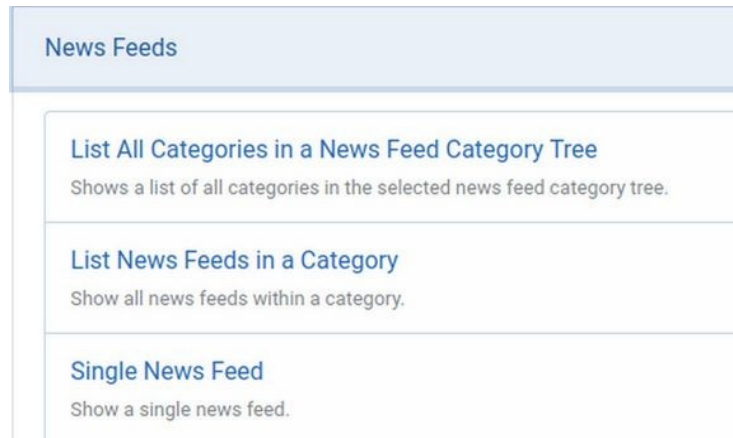 News Feeds
List All Categories in a News Feed Category Tree
Shows a list of all categories in the selected news feed category tree.
List News Feeds in a Category
Show all news feeds within a category.
Single News Feed
Show a single news feed.